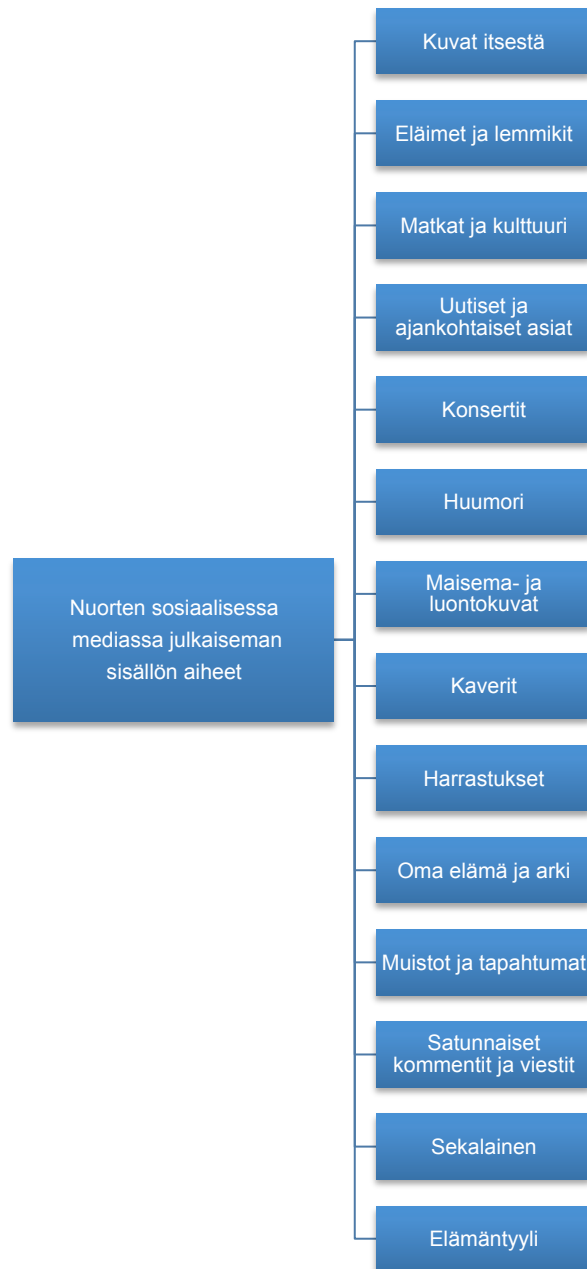 Kuvat itsestä
Eläimet ja lemmikit
Matkat ja kulttuuri
Uutiset ja
ajankohtaiset asiat
Konsertit
Huumori
Nuorten sosiaalisessa
mediassa julkaiseman
sisällön aiheet
Maisema- ja
luontokuvat
Kaverit
Harrastukset
Oma elämä ja arki
Muistot ja tapahtumat
Satunnaiset
kommentit ja viestit
Sekalainen
Elämäntyyli